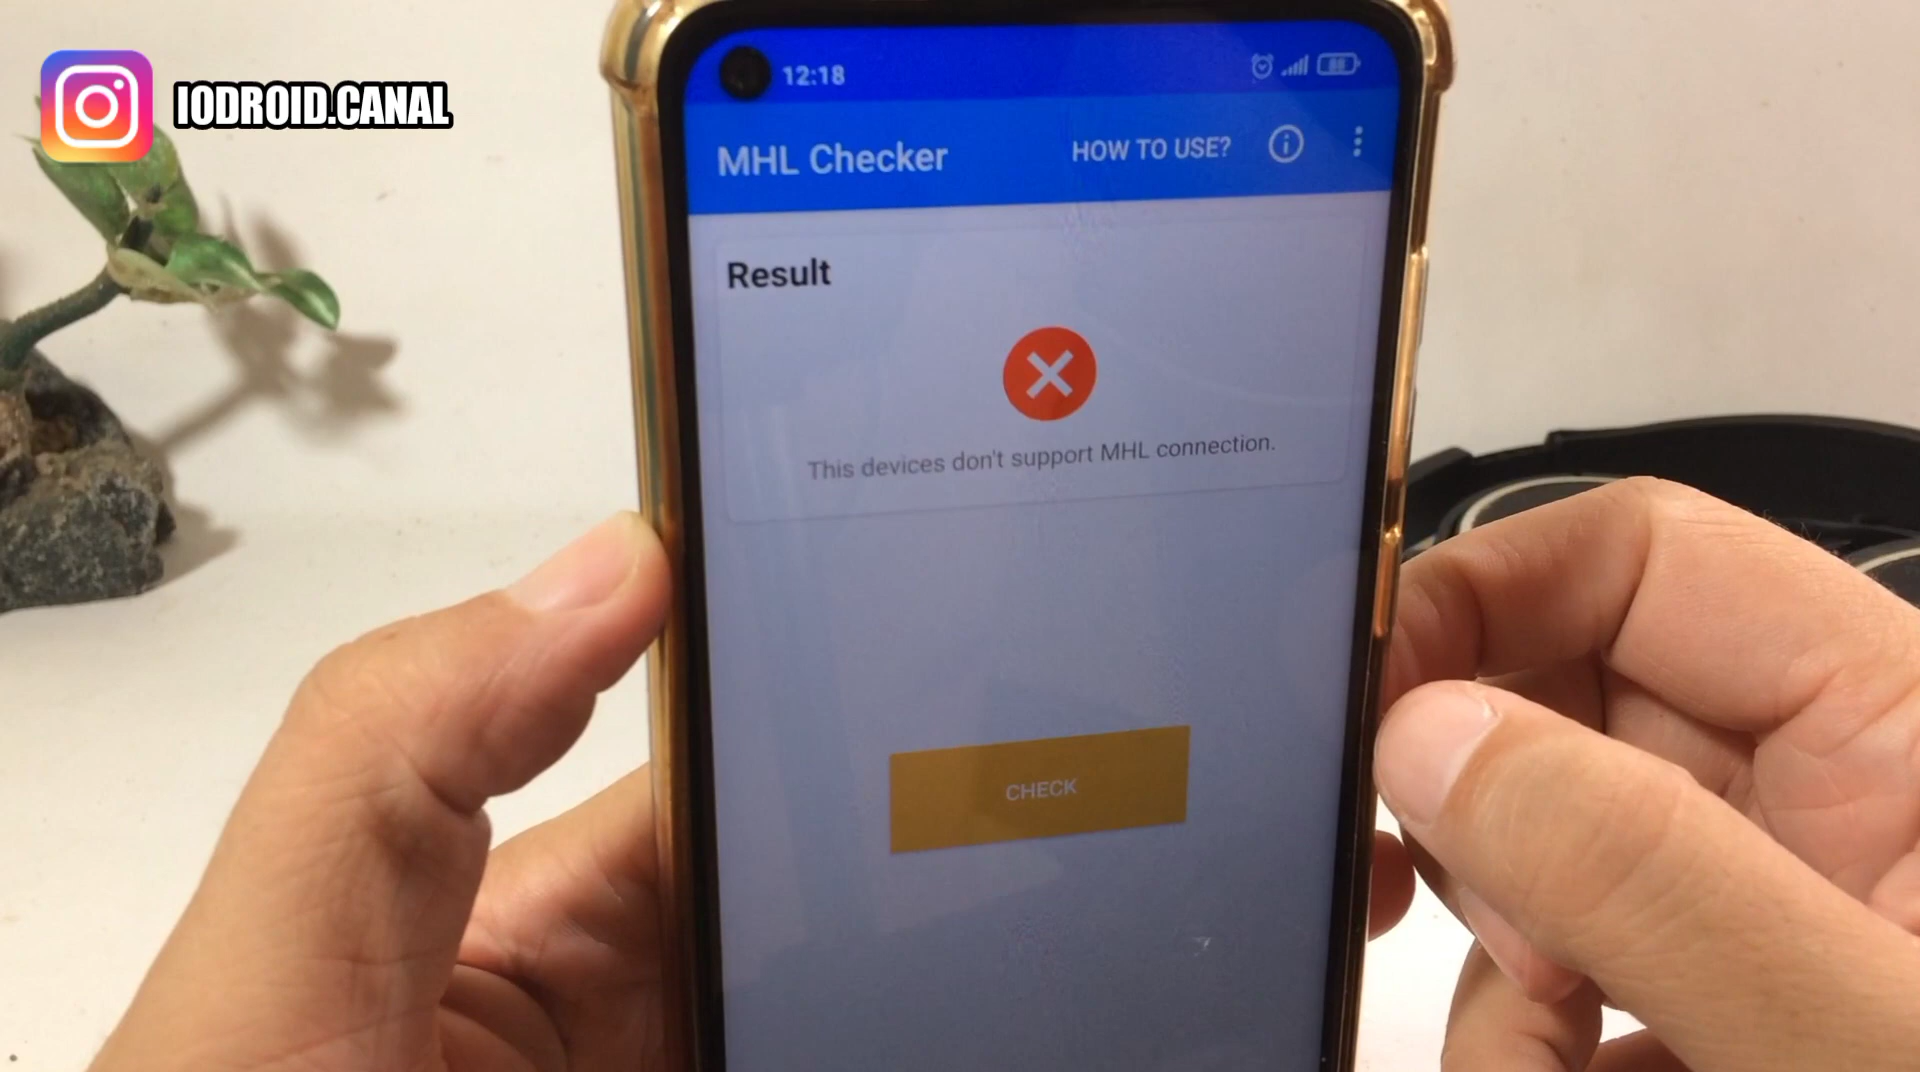 IODROID.CANAL
12:18
MHL Checker
HOW TO USE?
Result
This devices don't support MHL connection.
CHECK